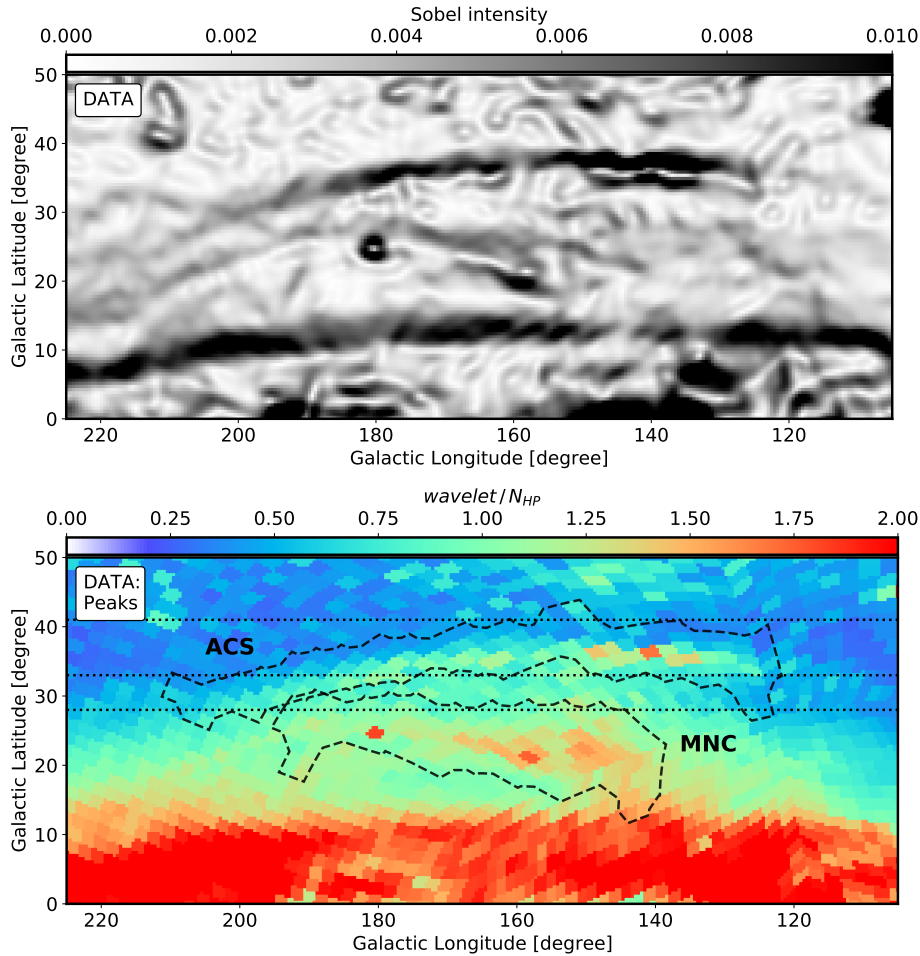 Sobel intensity
0.000 0.002 0.004 0.006 0.008 0.010
DATA
Galactic Latitude [degree]
50
40
30
20
10
0
220 200 180 160 140 120
Galactic Longitude [degree]
wavelet / N_HP
0.00 0.25 0.50 0.75 1.00 1.25 1.50 1.75 2.00
DATA:
Peaks
ACS
MNC
Galactic Latitude [degree]
50
40
30
20
10
0
220 200 180 160 140 120
Galactic Longitude [degree]